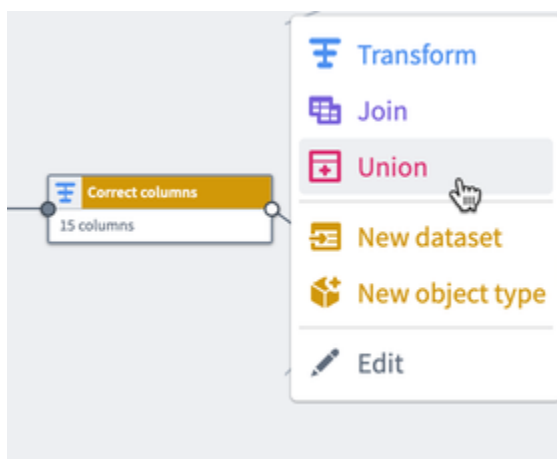 Correct columns
15 columns
Transform
Join
Union
New dataset
New object type
Edit